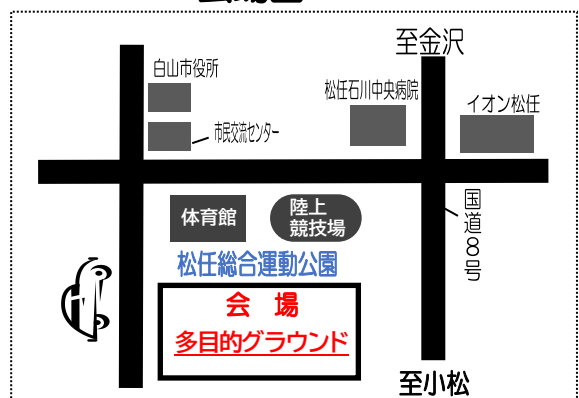 至金沢
白山市役所
松任石川中央病院
イオン松任
市民交流センター
体育館
陸上
競技場
国道8号
松任総合運動公園
会 場
多目的グラウンド
至小松